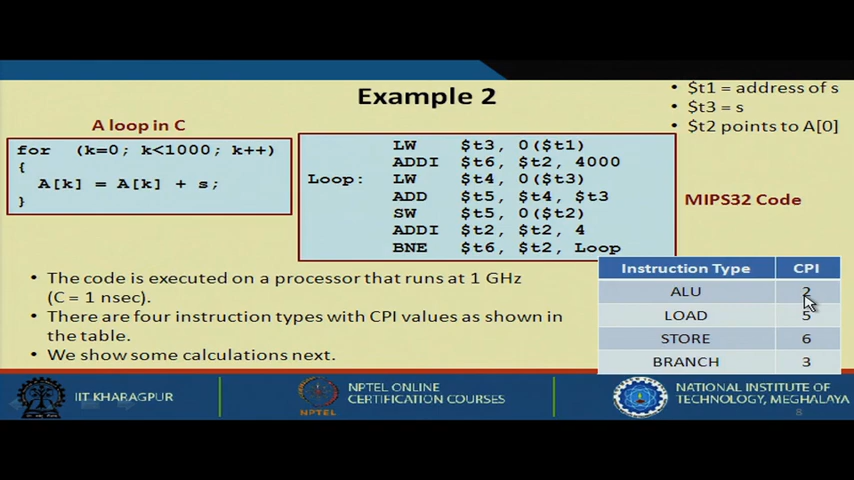 Example 2
$t1 = address of s
$t3 = s
$t2 points to A[0]
A loop in C
for (k=0; k<1000; k++)
{
A[k] = A[k] + s;
}
LW $t3, 0($t1)
ADDI $t6, $t2, 4000
Loop: LW $t4, 0($t3)
ADD $t5, $t4, $t3
SW $t5, 0($t2)
ADDI $t2, $t2, 4
BNE $t6, $t2, Loop
MIPS32 Code
• The code is executed on a processor that runs at 1 GHz
(C = 1 nsec).
• There are four instruction types with CPI values as shown in
the table.
• We show some calculations next.
Instruction Type CPI
ALU 2
LOAD 5
STORE 6
BRANCH 3
IIT KHARAGPUR
NPTEL
NPTEL ONLINE
CERTIFICATION COURSES
NATIONAL INSTITUTE OF
TECHNOLOGY, MEGHALAYA
8